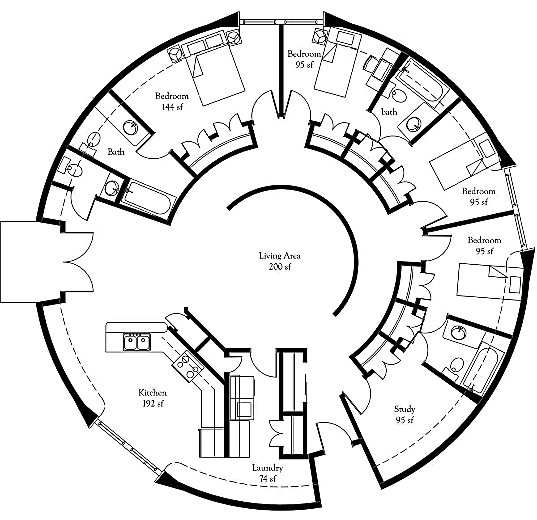 Bedroom
95 sf
Bedroom
144 sf
bath
Bath
Bedroom
95 sf
Bedroom
95 sf
Living Area
200 sf
Kitchen
192 sf
Study
95 sf
Laundry
74 sf